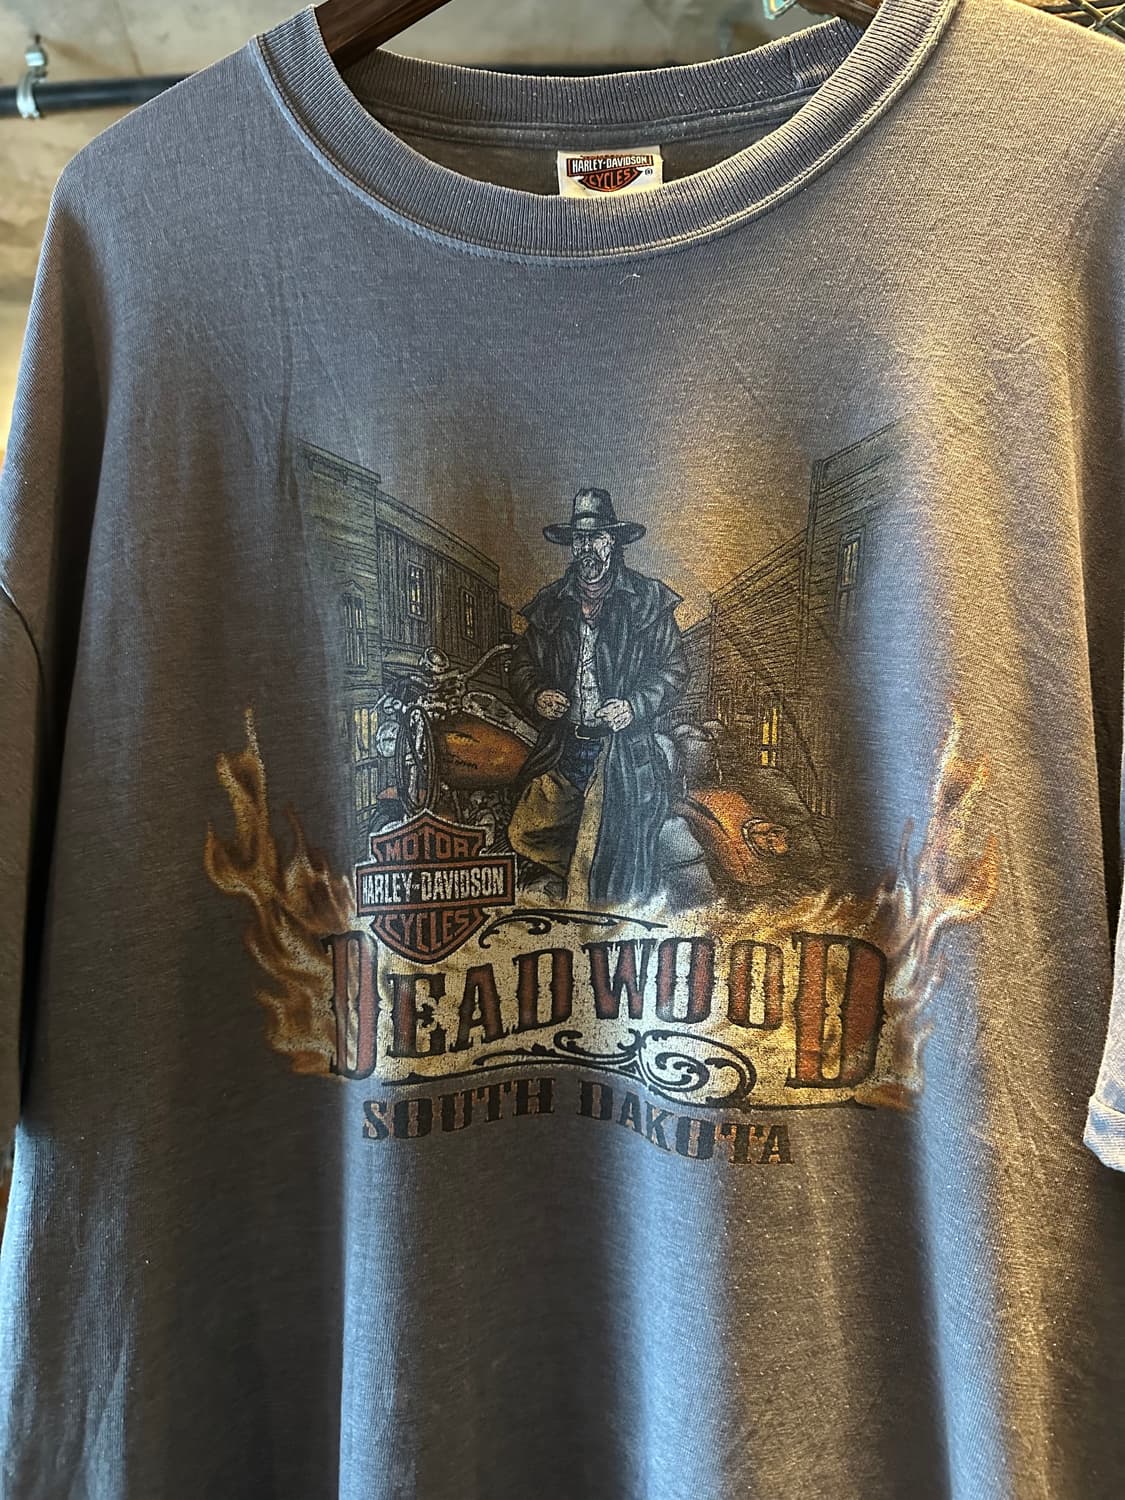 HARLEY-DAVIDSON
CYCLES
MOTOR
HARLEY-DAVIDSON
CYCLES
DEADWOOD
SOUTH DAKOTA